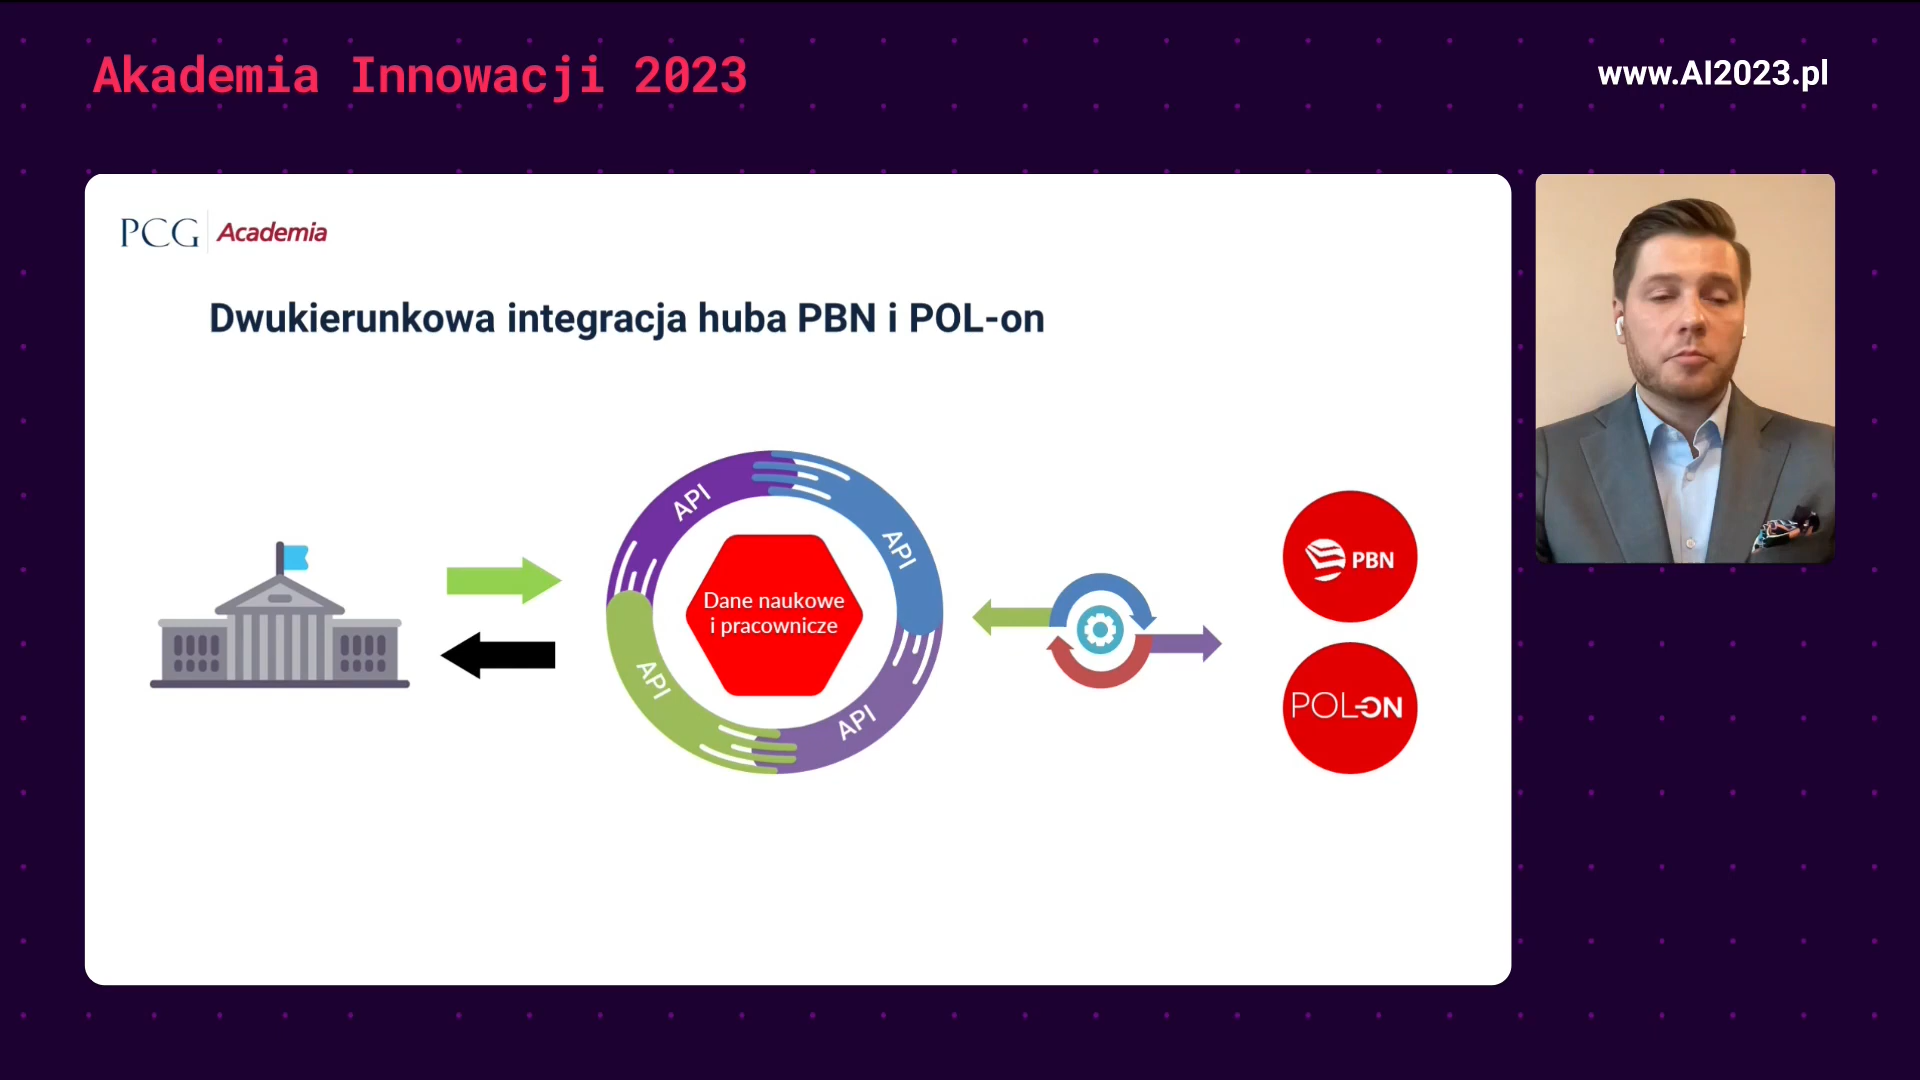 Akademia Innowacji 2023
www.AI2023.pl
PCG Academia
Dwukierunkowa integracja huba PBN i POL-on
API
API
Dane naukowe
i pracownicze
API
API
PBN
POL-ON